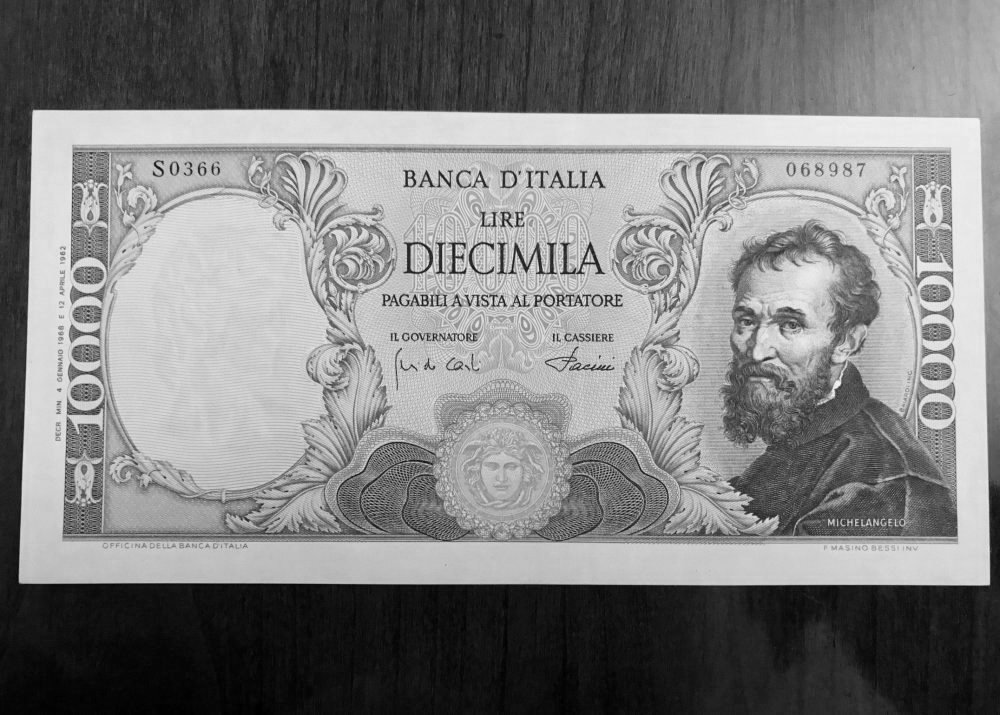 S0366
068987
BANCA D'ITALIA
LIRE
DIECIMILA
PAGABILI A VISTA AL PORTATORE
IL GOVERNATORE
IL CASSIERE
10000
10000
DECR. MIN. 4 GENNAIO 1968 E 12 APRILE 1962
MICHELANGELO
OFFICINA DELLA BANCA D'ITALIA
F. MASINO BESSI INV.